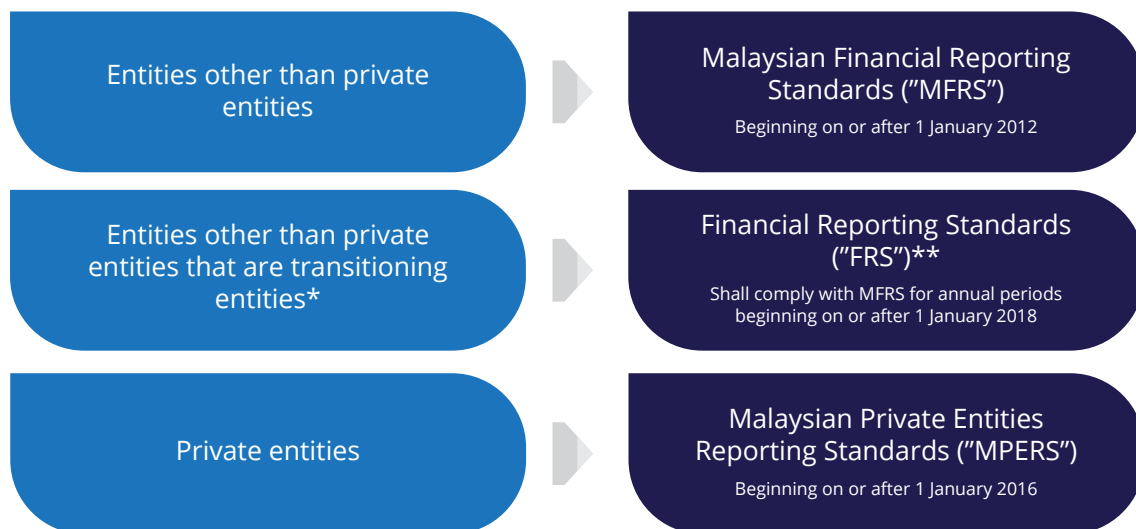 Entities other than private
entities
Malaysian Financial Reporting
Standards (”MFRS”)
Beginning on or after 1 January 2012
Entities other than private
entities that are transitioning
entities*
Financial Reporting Standards
(”FRS”)**
Shall comply with MFRS for annual periods
beginning on or after 1 January 2018
Private entities
Malaysian Private Entities
Reporting Standards (”MPERS”)
Beginning on or after 1 January 2016